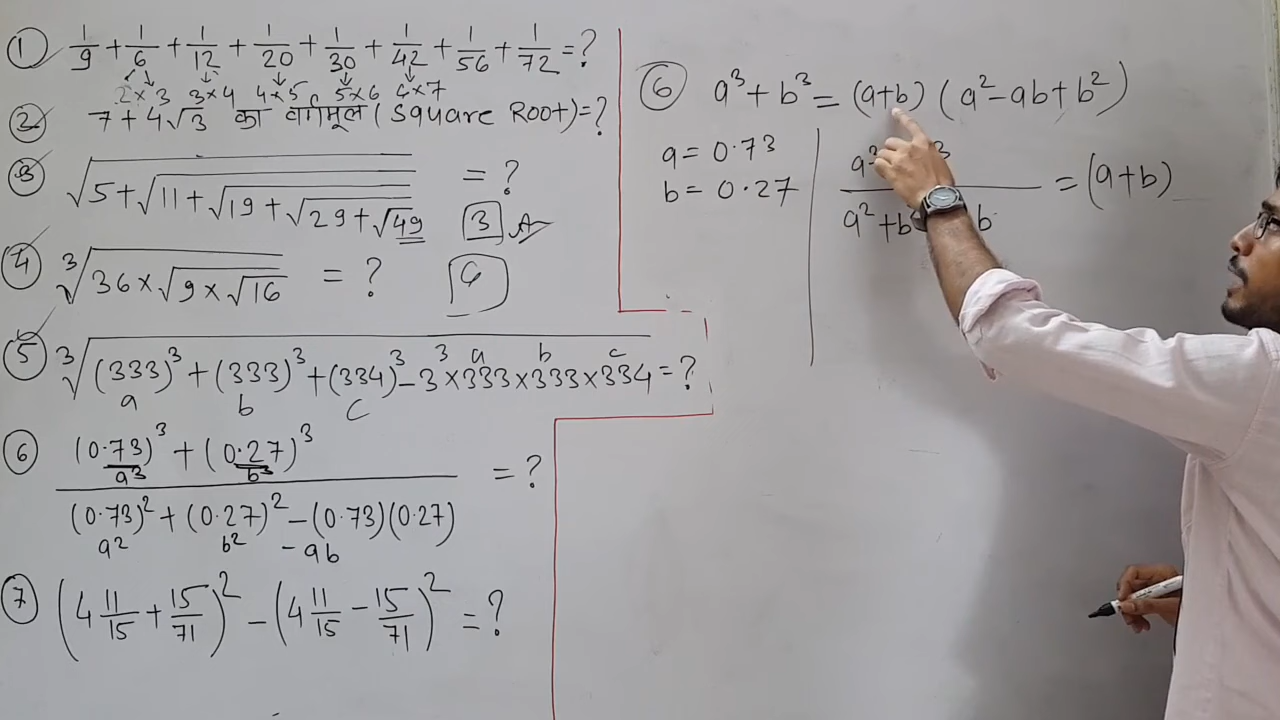 ① 1/9 + 1/6 + 1/12 + 1/20 + 1/30 + 1/42 + 1/56 + 1/72 = ?
2×3 3×4 4×5 5×6 6×7
② 7 + 4√3 का वर्गमूल (Square Root) = ?
③ √(5 + √(11 + √(19 + √(29 + √49)))) = ?
3 A
④ ³√(36 × √(9 × √16)) = ?
6
⑤ ³√((333)³ + (333)³ + (334)³ - 3 × 333 × 333 × 334) = ?
3 a b c
a b c
⑥ ((0.73)³ + (0.27)³) / ((0.73)² + (0.27)² - (0.73)(0.27)) = ?
a³ b³
a² b² - ab
⑦ (4 11/15 + 15/71)² - (4 11/15 - 15/71)² = ?
⑥ a³ + b³ = (a+b) (a² - ab + b²)
a = 0.73
b = 0.27
= (a+b)
a² + b